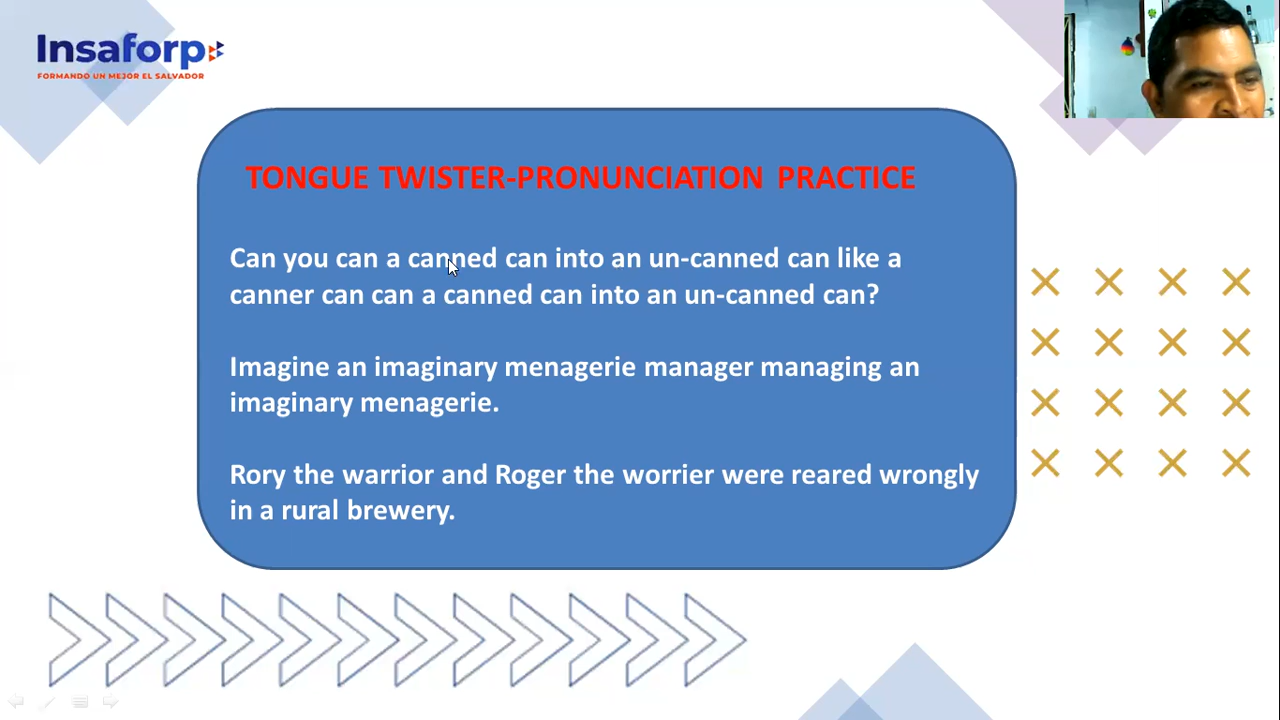 Insaforp
FORMANDO UN MEJOR EL SALVADOR
TONGUE TWISTER-PRONUNCIATION PRACTICE
Can you can a canned can into an un-canned can like a
canner can can a canned can into an un-canned can?
Imagine an imaginary menagerie manager managing an
imaginary menagerie.
Rory the warrior and Roger the worrier were reared wrongly
in a rural brewery.